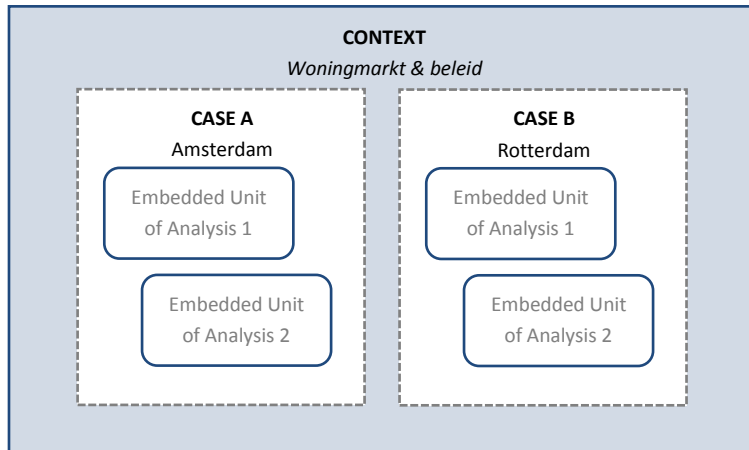 CONTEXT
Woningmarkt & beleid
CASE A
Amsterdam
Embedded Unit
of Analysis 1
Embedded Unit
of Analysis 2
CASE B
Rotterdam
Embedded Unit
of Analysis 1
Embedded Unit
of Analysis 2